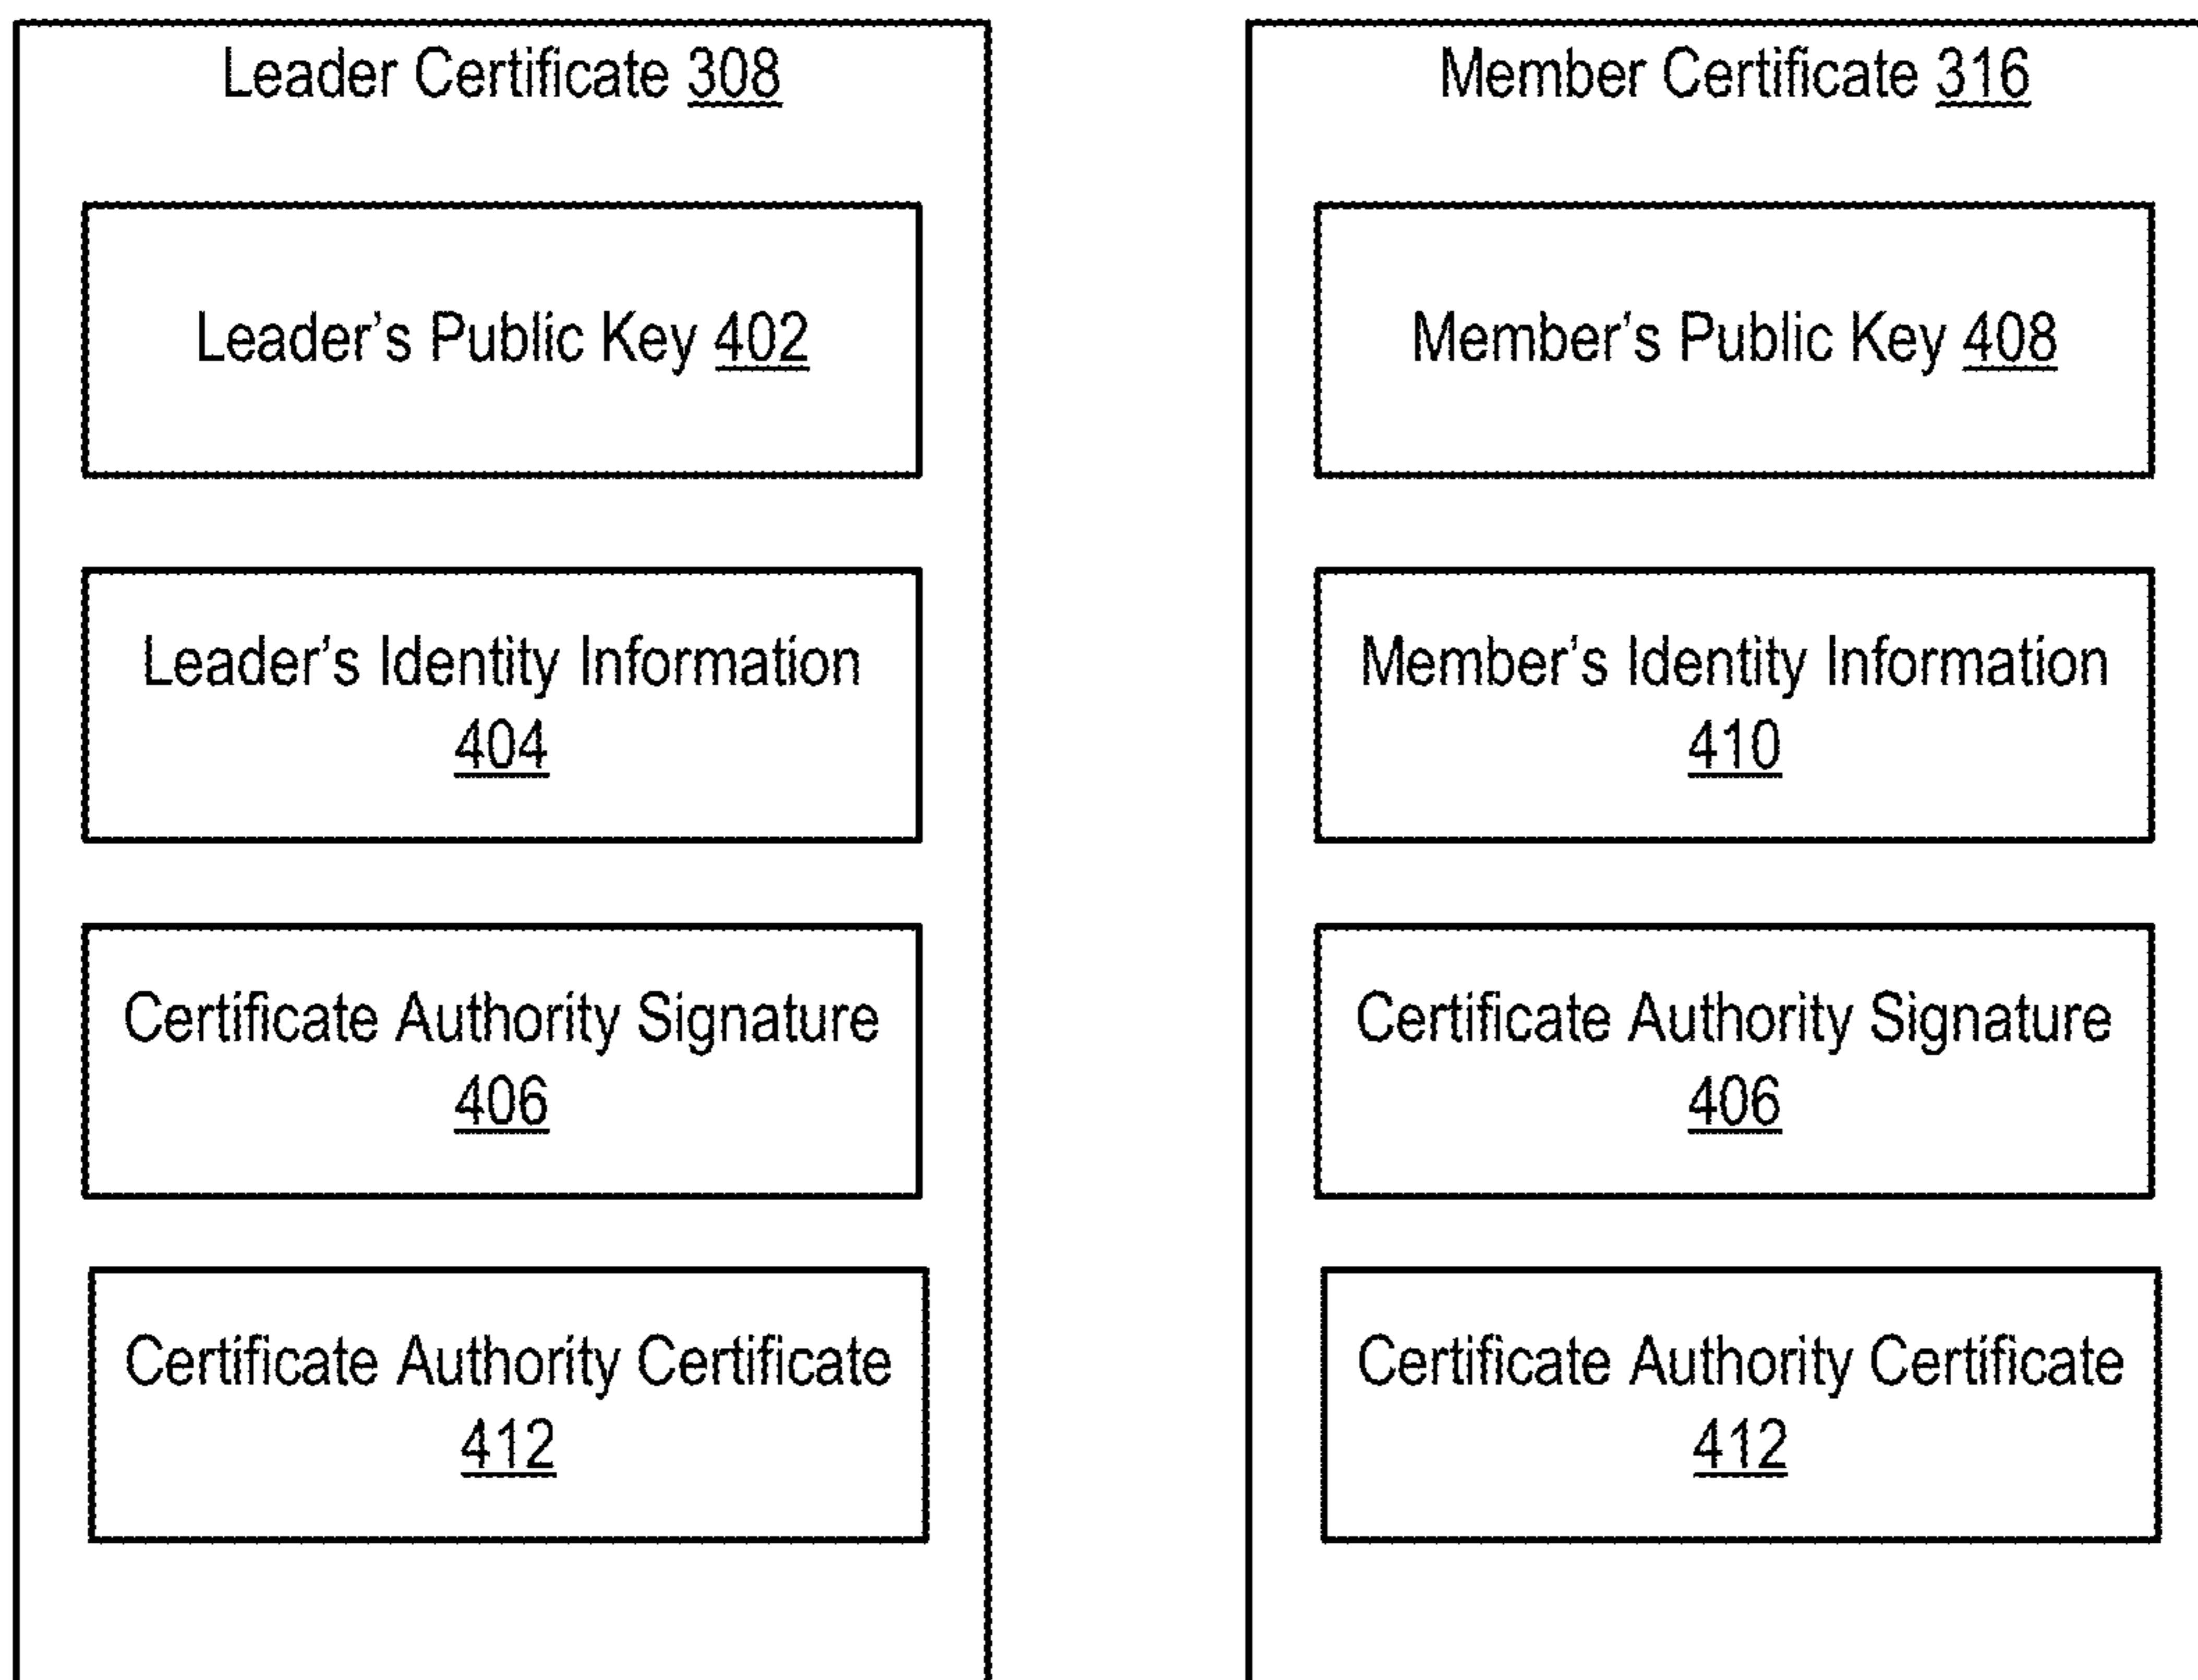 Leader Certificate 308
Leader's Public Key 402
Leader's Identity Information
404
Certificate Authority Signature
406
Certificate Authority Certificate
412
Member Certificate 316
Member's Public Key 408
Member's Identity Information
410
Certificate Authority Signature
406
Certificate Authority Certificate
412